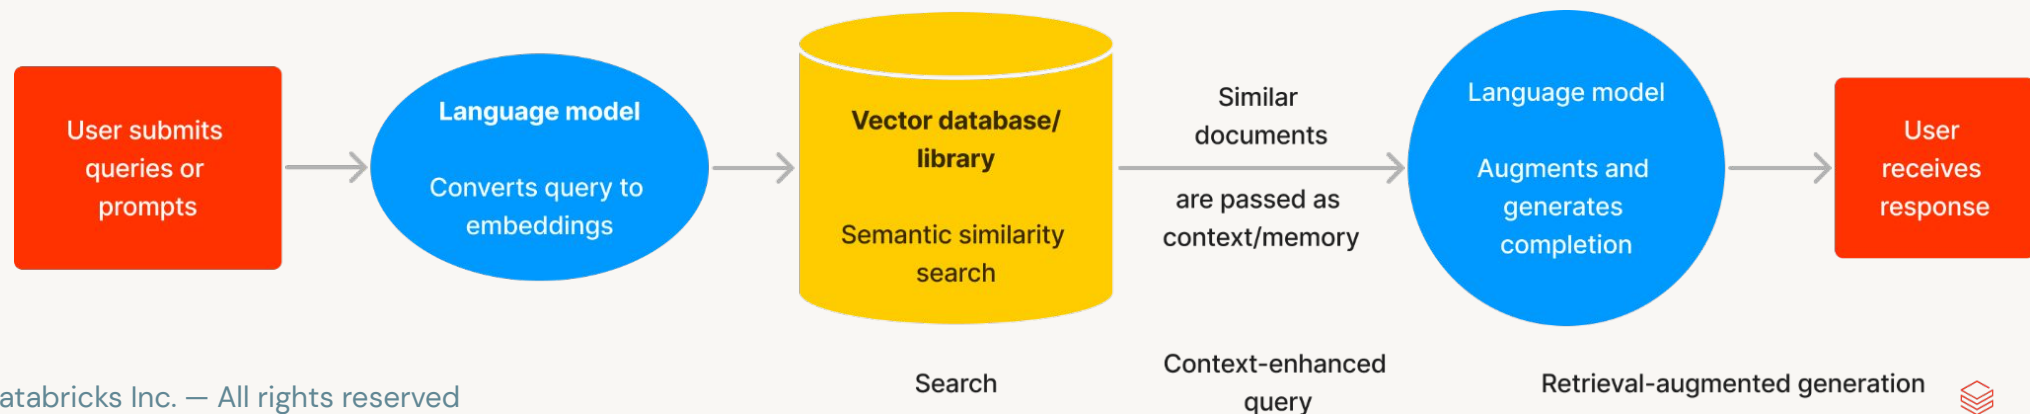 User submits
queries or
prompts
Language model
Converts query to
embeddings
Vector database/
library
Semantic similarity
search
Similar
documents
are passed as
context/memory
Language model
Augments and
generates
completion
User
receives
response
Search
Context-enhanced
query
Retrieval-augmented generation
atabricks Inc. — All rights reserved